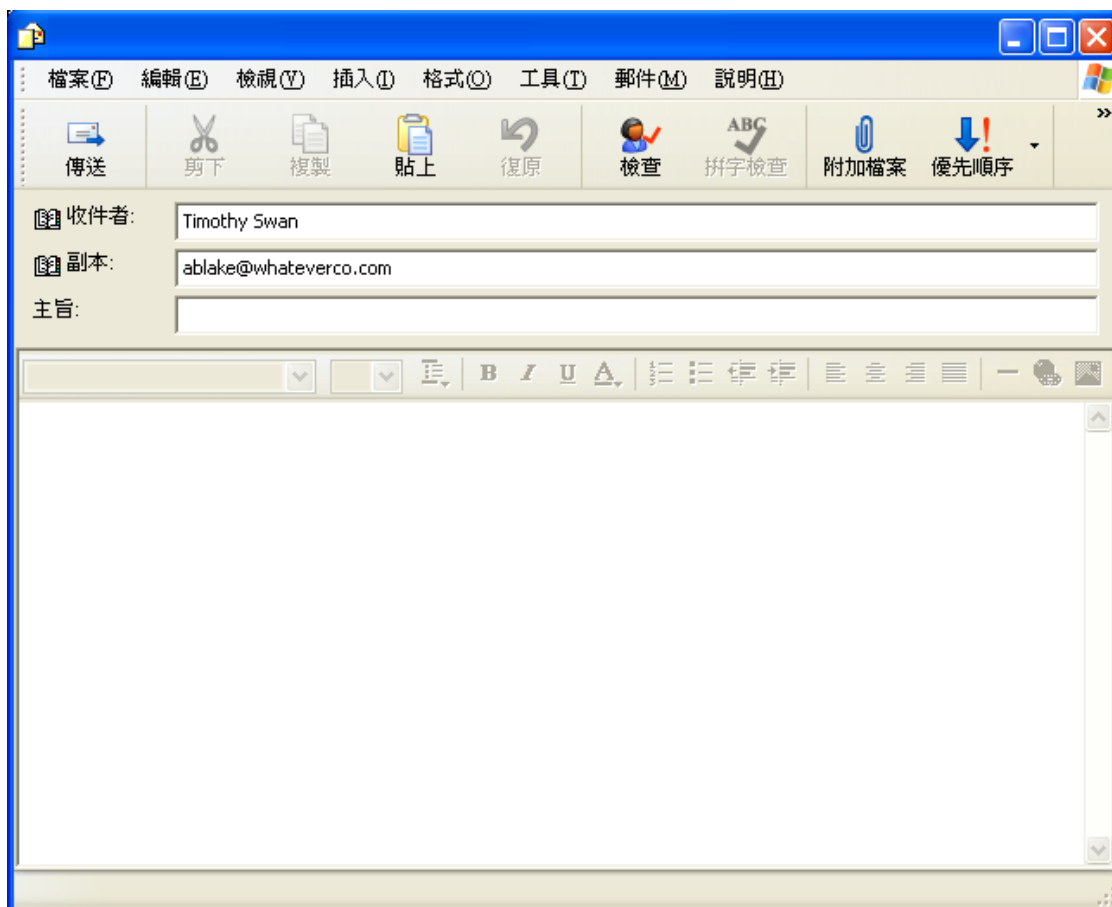 檔案(F) 編輯(E) 檢視(V) 插入(I) 格式(O) 工具(T) 郵件(M) 說明(H)
»
ABC
傳送 剪下 複製 貼上 復原 檢查 拼字檢查 附加檔案 優先順序
收件者: Timothy Swan
副本: ablake@whateverco.com
主旨:
B I U A